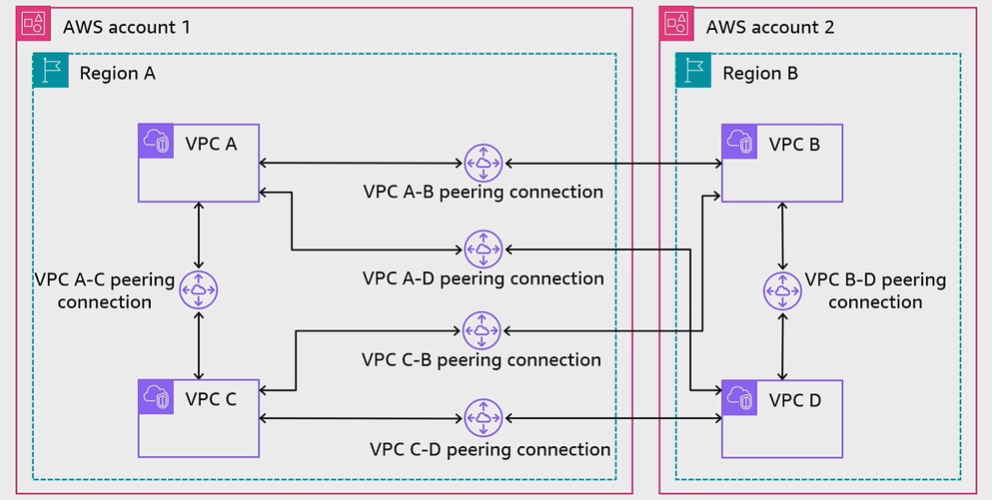 AWS account 1
AWS account 2
Region A
Region B
VPC A
VPC B
VPC A-B peering connection
VPC A-D peering connection
VPC A-C peering
connection
VPC B-D peering
connection
VPC C-B peering connection
VPC C
VPC D
VPC C-D peering connection